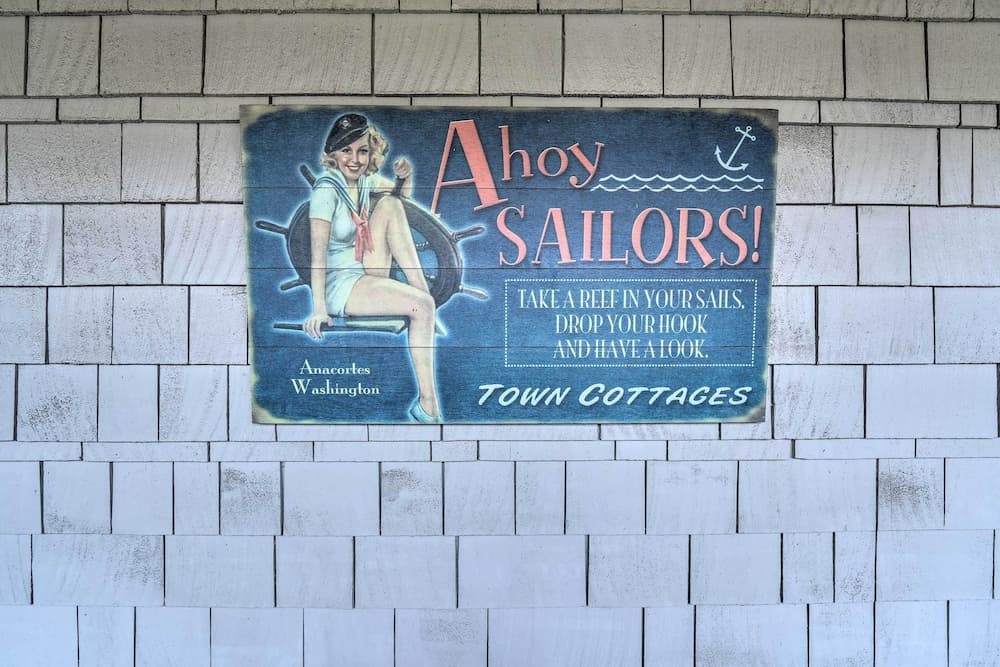 Ahoy
SAILORS!
TAKE A REEF IN YOUR SAILS,
DROP YOUR HOOK
AND HAVE A LOOK.
Anacortes
Washington
TOWN COTTAGES